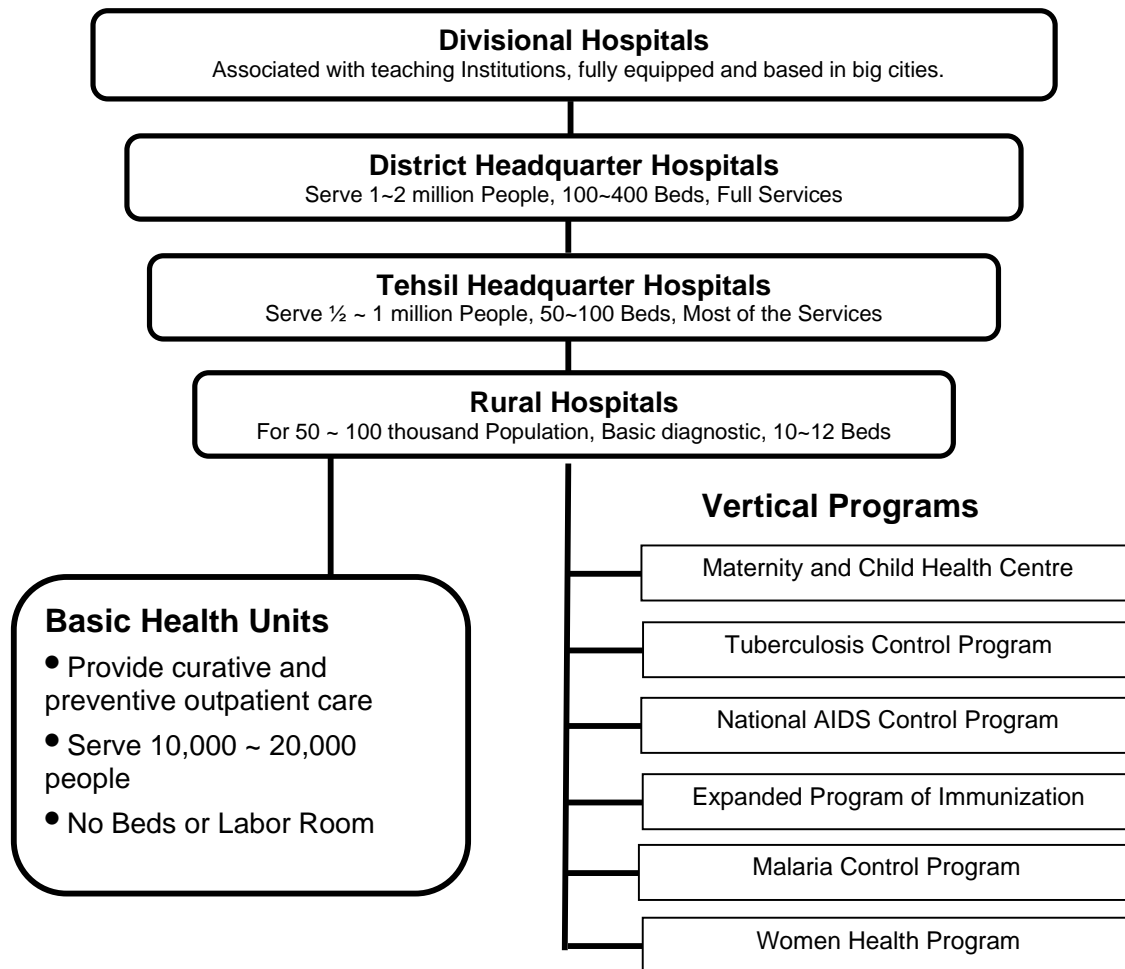 Divisional Hospitals
Associated with teaching Institutions, fully equipped and based in big cities.
District Headquarter Hospitals
Serve 1~2 million People, 100~400 Beds, Full Services
Tehsil Headquarter Hospitals
Serve ½ ~ 1 million People, 50~100 Beds, Most of the Services
Rural Hospitals
For 50 ~ 100 thousand Population, Basic diagnostic, 10~12 Beds
Basic Health Units
● Provide curative and
preventive outpatient care
● Serve 10,000 ~ 20,000
people
● No Beds or Labor Room
Vertical Programs
Maternity and Child Health Centre
Tuberculosis Control Program
National AIDS Control Program
Expanded Program of Immunization
Malaria Control Program
Women Health Program